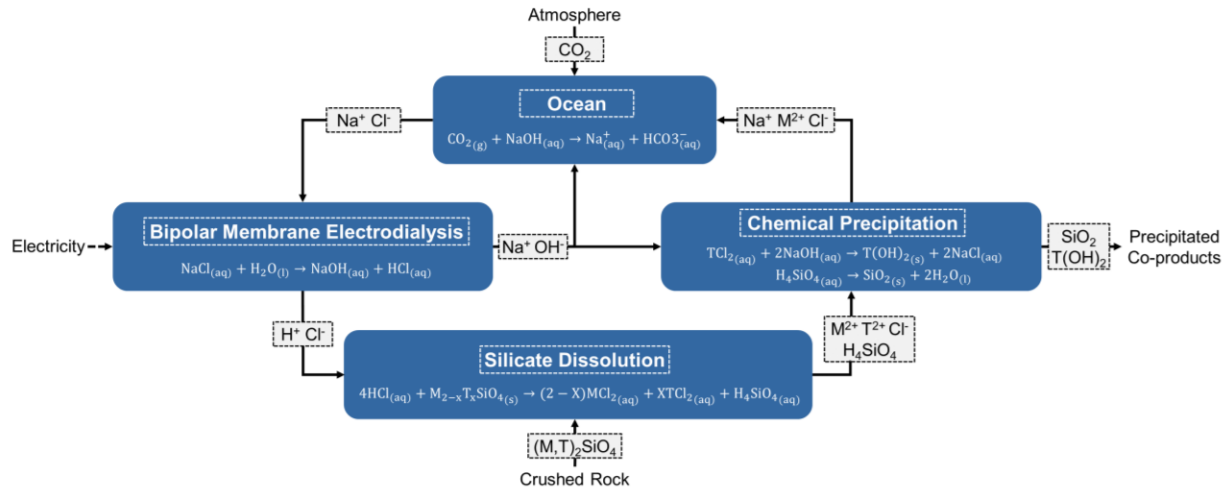 Atmosphere
CO₂
Ocean
CO₂(g) + NaOH(aq) → Na⁺(aq) + HCO3⁻(aq)
Na⁺ Cl⁻
Na⁺ M²⁺ Cl⁻
Electricity
Bipolar Membrane Electrodialysis
NaCl(aq) + H₂O(l) → NaOH(aq) + HCl(aq)
Na⁺ OH⁻
Chemical Precipitation
TCl₂(aq) + 2NaOH(aq) → T(OH)₂(s) + 2NaCl(aq)
H₄SiO₄(aq) → SiO₂(s) + 2H₂O(l)
SiO₂
T(OH)₂
Precipitated
Co-products
H⁺ Cl⁻
M²⁺ T²⁺ Cl⁻
H₄SiO₄
Silicate Dissolution
4HCl(aq) + M₂₋ₓTₓSiO₄(s) → (2 − X)MCl₂(aq) + XTCl₂(aq) + H₄SiO₄(aq)
(M,T)₂SiO₄
Crushed Rock